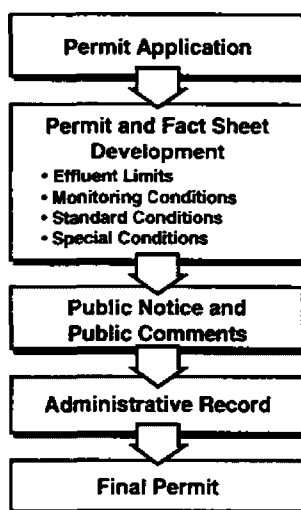 Permit Application
Permit and Fact Sheet
Development
• Effluent Limits
• Monitoring Conditions
• Standard Conditions
• Special Conditions
Public Notice and
Public Comments
Administrative Record
Final Permit